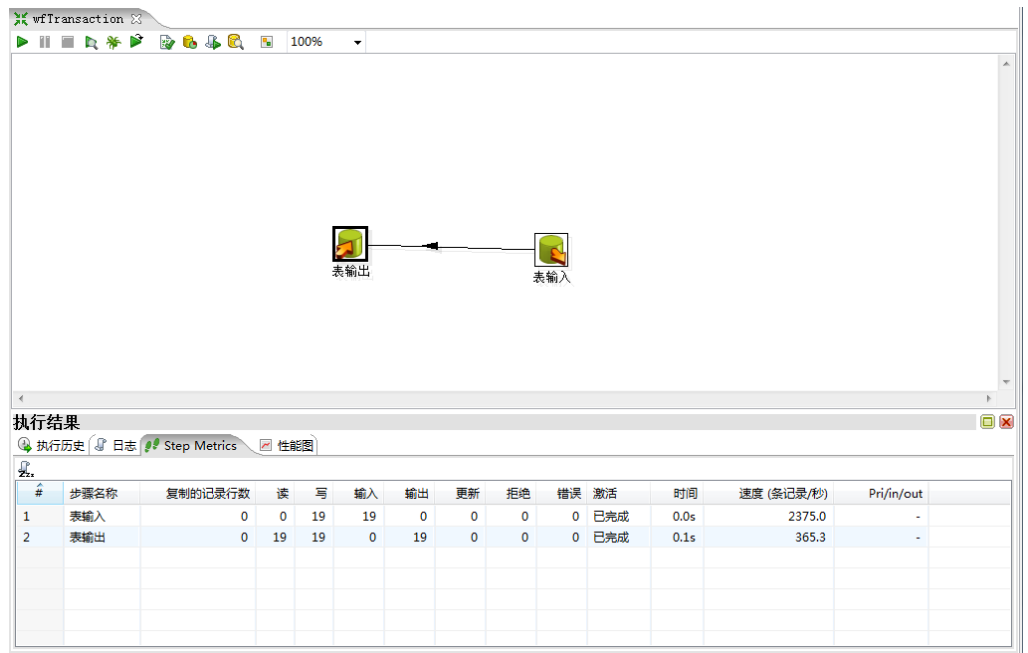 wfTransaction
100%
表输出
表输入
执行结果
执行历史 日志 Step Metrics 性能图
# 步骤名称 复制的记录行数 读 写 输入 输出 更新 拒绝 错误 激活 时间 速度 (条记录/秒) Pri/in/out
1 表输入 0 0 19 19 0 0 0 0 已完成 0.0s 2375.0 -
2 表输出 0 19 19 0 19 0 0 0 已完成 0.1s 365.3 -